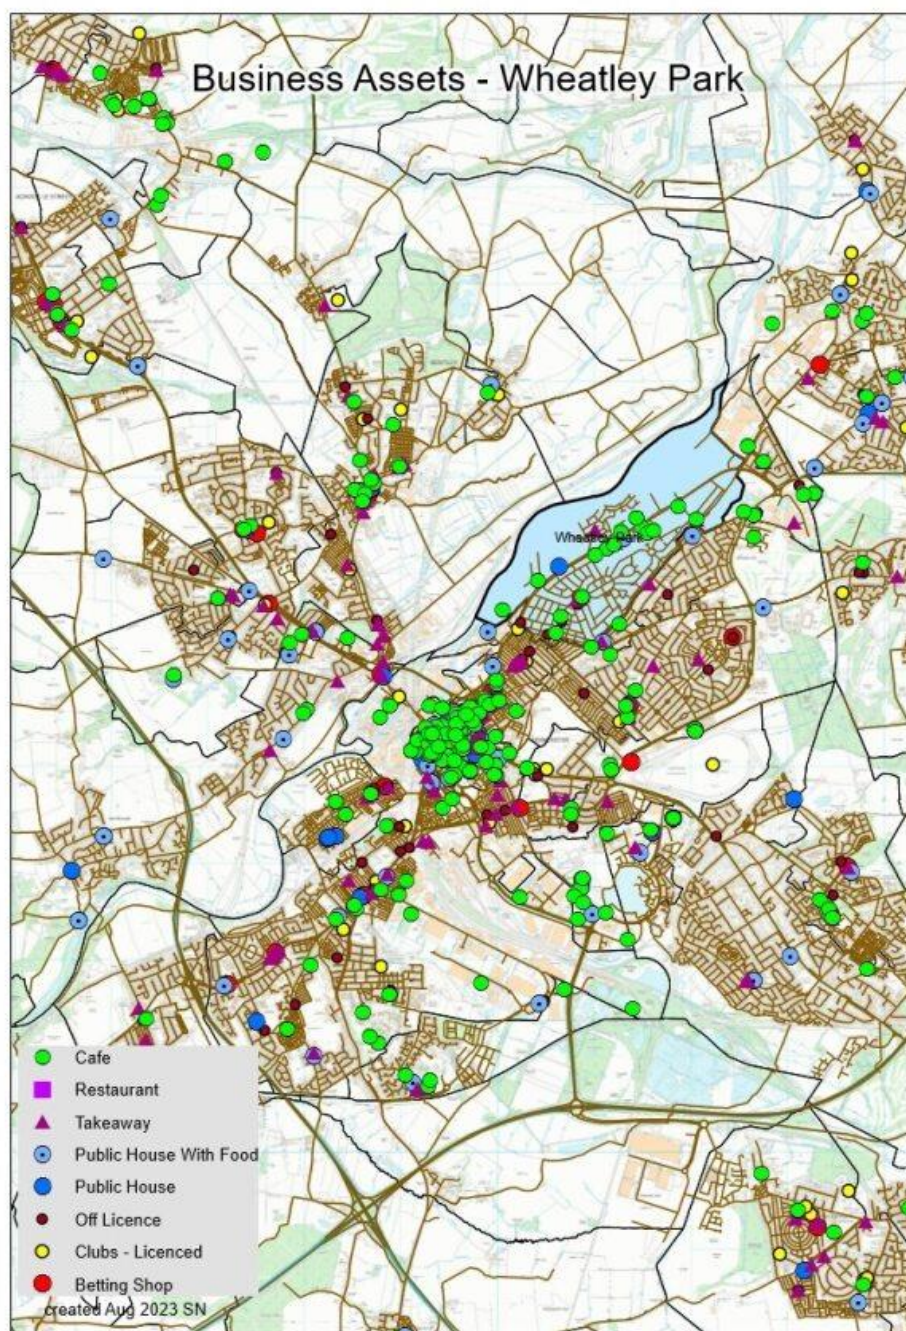 Business Assets - Wheatley Park
Wheatley Park
Cafe
Restaurant
Takeaway
Public House With Food
Public House
Off Licence
Clubs - Licenced
Betting Shop
created Aug 2023 SN